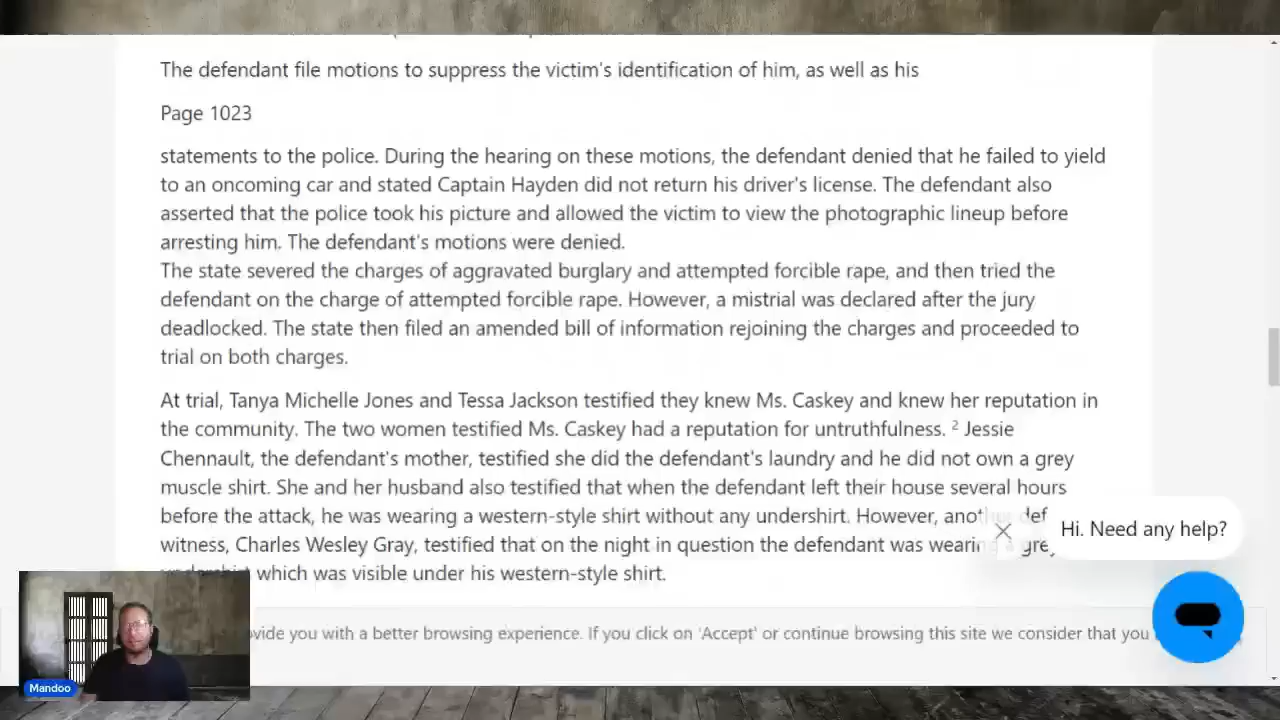 The defendant file motions to suppress the victim's identification of him, as well as his
Page 1023
statements to the police. During the hearing on these motions, the defendant denied that he failed to yield
to an oncoming car and stated Captain Hayden did not return his driver's license. The defendant also
asserted that the police took his picture and allowed the victim to view the photographic lineup before
arresting him. The defendant's motions were denied.
The state severed the charges of aggravated burglary and attempted forcible rape, and then tried the
defendant on the charge of attempted forcible rape. However, a mistrial was declared after the jury
deadlocked. The state then filed an amended bill of information rejoining the charges and proceeded to
trial on both charges.
At trial, Tanya Michelle Jones and Tessa Jackson testified they knew Ms. Caskey and knew her reputation in
the community. The two women testified Ms. Caskey had a reputation for untruthfulness. ² Jessie
Chennault, the defendant's mother, testified she did the defendant's laundry and he did not own a grey
muscle shirt. She and her husband also testified that when the defendant left their house several hours
before the attack, he was wearing a western-style shirt without any undershirt. However,
witness, Charles Wesley Gray, testified that on the night in question the defendant was wearing a grey
which was visible under his western-style shirt.
Hi. Need any help?
you with a better browsing experience. If you click on 'Accept' or continue browsing this site we consider that you
Mandoo